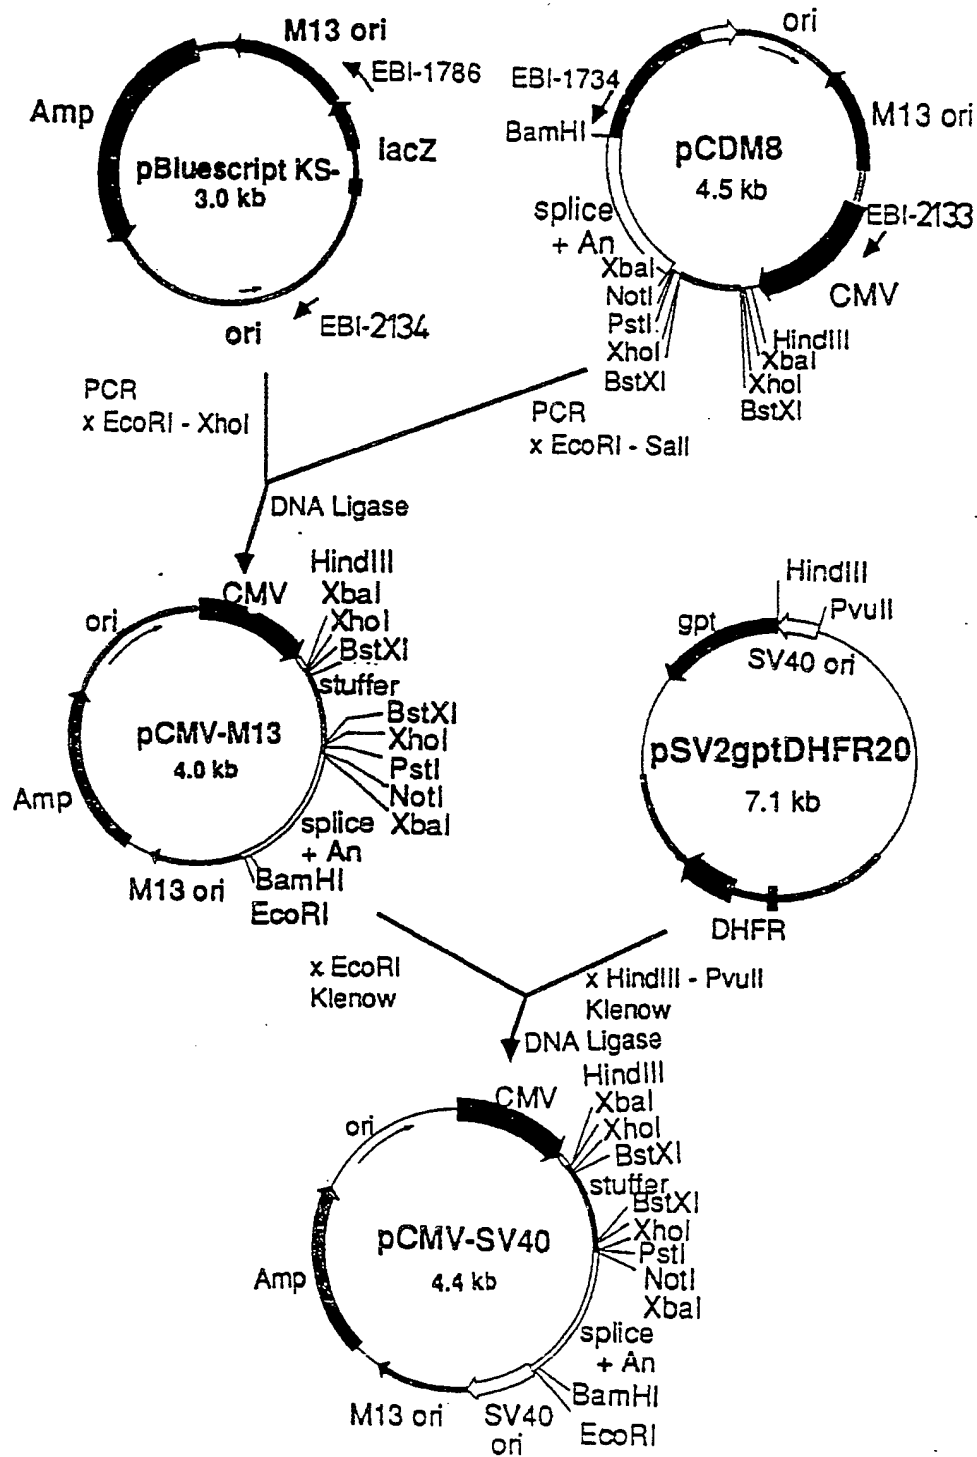 M13 ori
EBI-1786
Amp
lacZ
pBluescript KS-
3.0 kb
ori
EBI-2134
ori
EBI-1734
BamHI
M13 ori
pCDM8
4.5 kb
EBI-2133
splice
+ An
XbaI
NotI
PstI
XhoI
BstXI
CMV
HindIII
XbaI
XhoI
BstXI
PCR
x EcoRI - XhoI
PCR
x EcoRI - SalI
DNA Ligase
CMV
HindIII
XbaI
XhoI
BstXI
stuffer
BstXI
XhoI
PstI
NotI
XbaI
ori
pCMV-M13
4.0 kb
Amp
splice
+ An
M13 ori
BamHI
EcoRI
HindIII
PvuII
gpt
SV40 ori
pSV2gptDHFR20
7.1 kb
DHFR
x EcoRI
Klenow
x HindIII - PvuII
Klenow
DNA Ligase
CMV
HindIII
XbaI
XhoI
BstXI
stuffer
BstXI
XhoI
PstI
NotI
XbaI
ori
pCMV-SV40
4.4 kb
Amp
splice
+ An
BamHI
EcoRI
M13 ori
SV40
ori